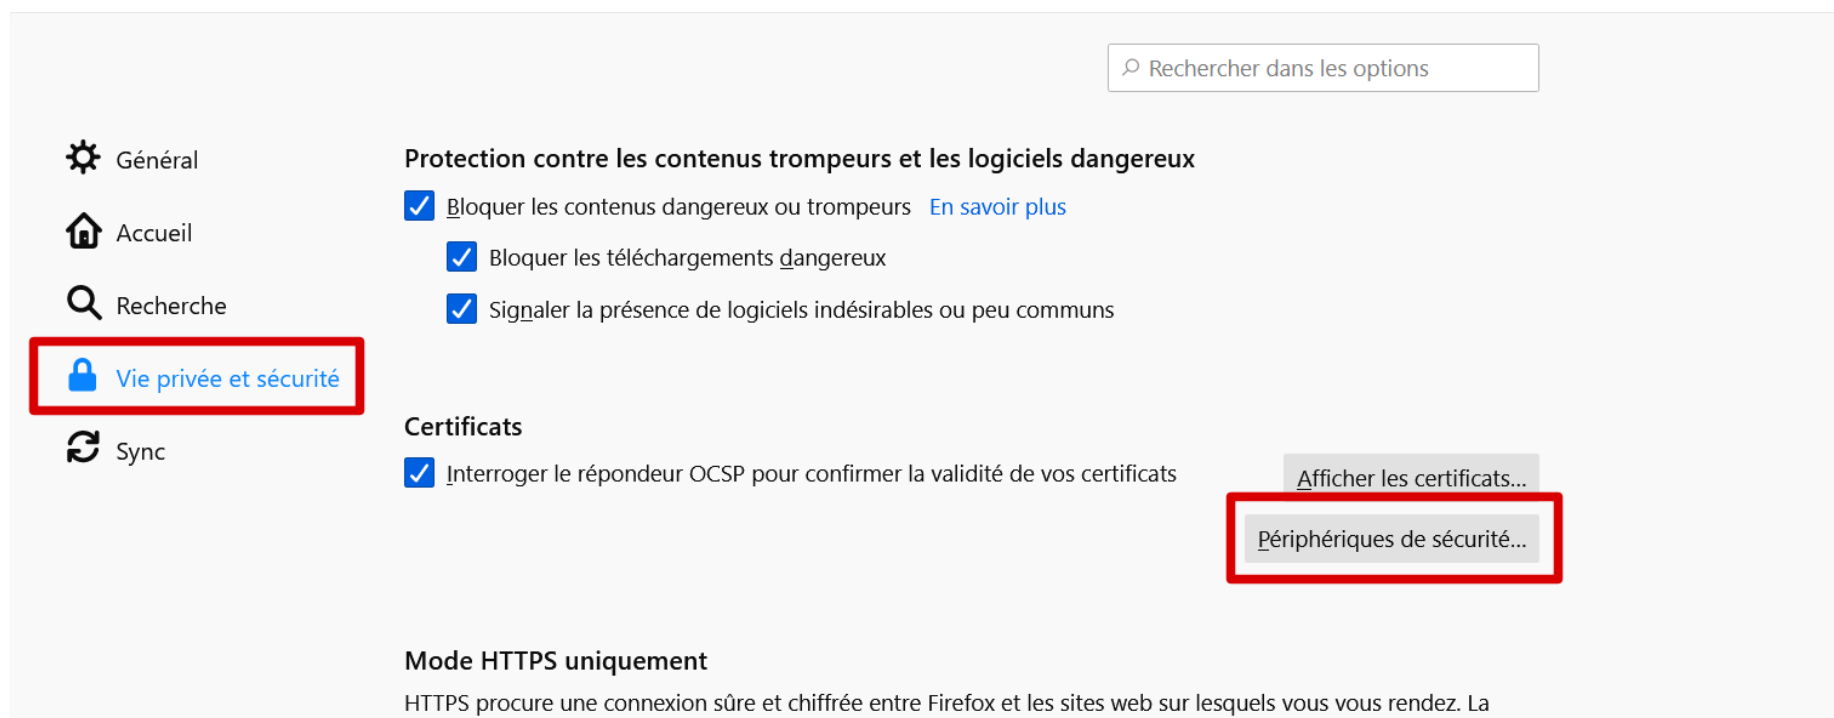 Rechercher dans les options
Général
Accueil
Recherche
Vie privée et sécurité
Sync
Protection contre les contenus trompeurs et les logiciels dangereux
Bloquer les contenus dangereux ou trompeurs En savoir plus
Bloquer les téléchargements dangereux
Signaler la présence de logiciels indésirables ou peu communs
Certificats
Interroger le répondeur OCSP pour confirmer la validité de vos certificats
Afficher les certificats...
Périphériques de sécurité...
Mode HTTPS uniquement
HTTPS procure une connexion sûre et chiffrée entre Firefox et les sites web sur lesquels vous vous rendez. La